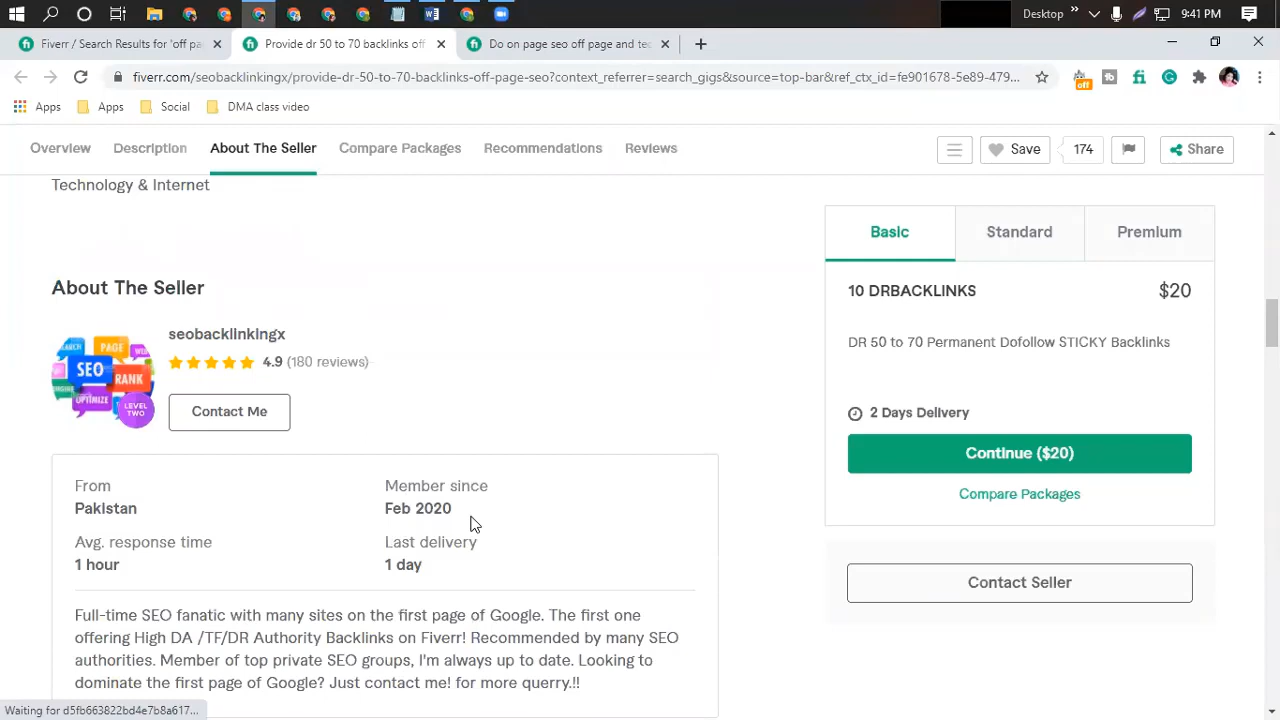 Desktop
9:41 PM
Fiverr / Search Results for "off pa
Provide dr 50 to 70 backlinks off
Do on page seo off page and tec
fiverr.com/seobacklinkingx/provide-dr-50-to-70-backlinks-off-page-seo?context_referrer=search_gigs&source=top-bar&ref_ctx_id=fe901678-5e89-479...
off
Apps
Apps
Social
DMA class video
Overview
Description
About The Seller
Compare Packages
Recommendations
Reviews
Save
174
Share
Technology & Internet
About The Seller
seobacklinkingx
4.9 (180 reviews)
SEO
RANK
PAGE
OPTIMIZE
LEVEL
TWO
Contact Me
From
Pakistan
Member since
Feb 2020
Avg. response time
1 hour
Last delivery
1 day
Full-time SEO fanatic with many sites on the first page of Google. The first one
offering High DA /TF/DR Authority Backlinks on Fiverr! Recommended by many SEO
authorities. Member of top private SEO groups, I'm always up to date. Looking to
dominate the first page of Google? Just contact me! for more querry.!!
Basic
Standard
Premium
10 DRBACKLINKS
$20
DR 50 to 70 Permanent Dofollow STICKY Backlinks
2 Days Delivery
Continue ($20)
Compare Packages
Contact Seller
Waiting for d5fb663822bd4e7b8a617...